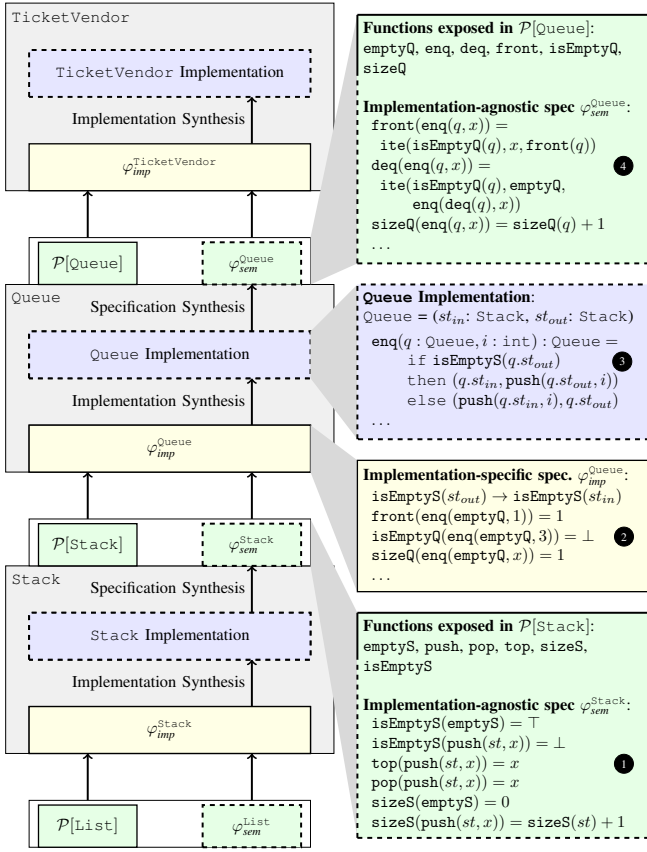 TicketVendor
TicketVendor Implementation
Implementation Synthesis
φ_imp^TicketVendor
P[Queue]
φ_sem^Queue
Queue
Specification Synthesis
Queue Implementation
Implementation Synthesis
φ_imp^Queue
P[Stack]
φ_sem^Stack
Stack
Specification Synthesis
Stack Implementation
Implementation Synthesis
φ_imp^Stack
P[List]
φ_sem^List
Functions exposed in P[Queue]:
emptyQ, enq, deq, front, isEmptyQ,
sizeQ
Implementation-agnostic spec φ_sem^Queue:
front(enq(q, x)) =
ite(isEmptyQ(q), x, front(q))
deq(enq(q, x)) =
ite(isEmptyQ(q), emptyQ,
enq(deq(q), x))
sizeQ(enq(q, x)) = sizeQ(q) + 1
...
4
Queue Implementation:
Queue = (st_in: Stack, st_out: Stack)
enq(q : Queue, i : int) : Queue =
if isEmptyS(q.st_out)
then (q.st_in, push(q.st_out, i))
else (push(q.st_in, i), q.st_out)
...
3
Implementation-specific spec. φ_imp^Queue:
isEmptyS(st_out) → isEmptyS(st_in)
front(enq(emptyQ, 1)) = 1
isEmptyQ(enq(emptyQ, 3)) = ⊥
sizeQ(enq(emptyQ, x)) = 1
...
2
Functions exposed in P[Stack]:
emptyS, push, pop, top, sizeS,
isEmptyS
Implementation-agnostic spec φ_sem^Stack:
isEmptyS(emptyS) = ⊤
isEmptyS(push(st, x)) = ⊥
top(push(st, x)) = x
pop(push(st, x)) = x
sizeS(emptyS) = 0
sizeS(push(st, x)) = sizeS(st) + 1
1